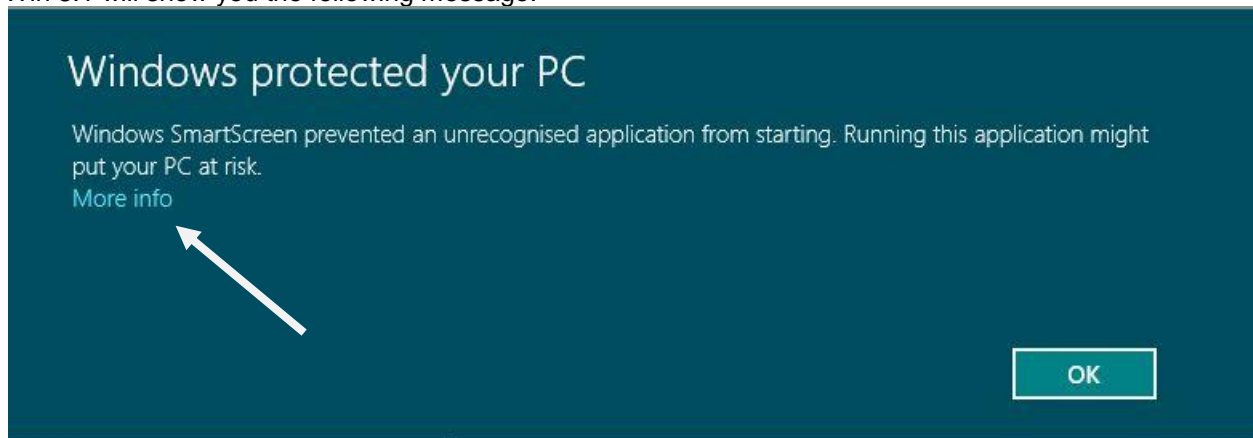 Windows protected your PC
Windows SmartScreen prevented an unrecognised application from starting. Running this application might
put your PC at risk.
More info
OK